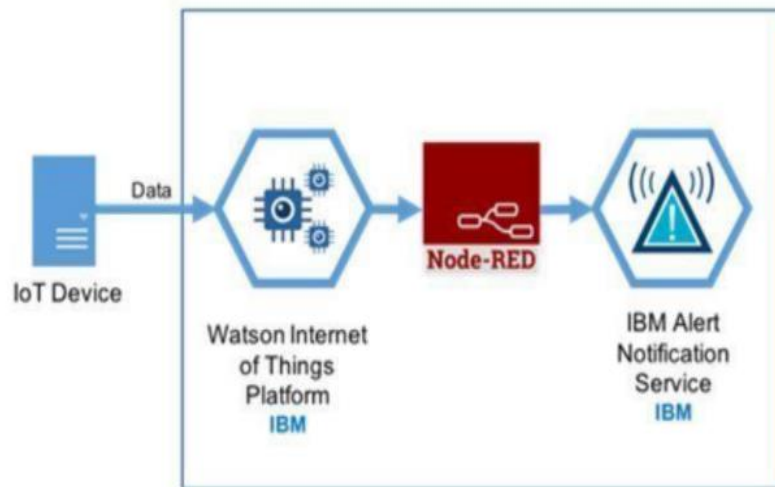 Data
IoT Device
Watson Internet
of Things
Platform
IBM
Node-RED
IBM Alert
Notification
Service
IBM